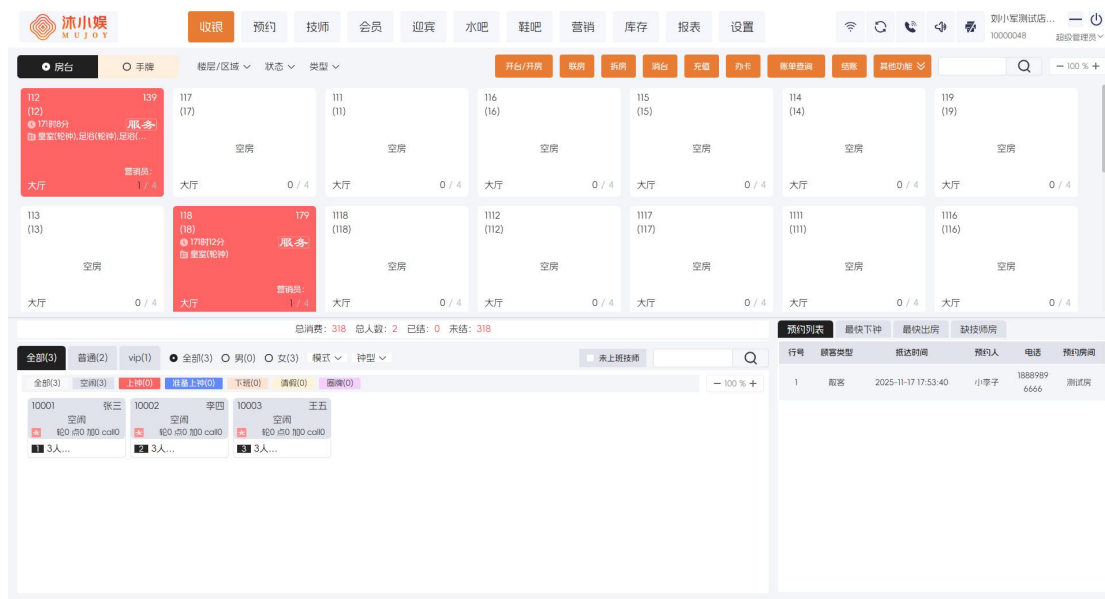 沐小娱 收银 预约 技师 会员 迎宾 水吧 鞋吧 营销 库存 报表 设置 刘小军测试店...
MUJOY 10000048 超级管理员
房台 手牌 楼层/区域 状态 类型 开台/开房 联房 拆房 消台 充值 办卡 账单查询 结账 其他功能 100 %
112 139 117 111 116 115 114 119
(12) (17) (11) (16) (15) (14) (19)
171时8分 服务
皇室(轮钟),足浴(轮钟),足浴(...
空房 空房 空房 空房 空房 空房
营销员:
大厅 1 / 4 大厅 0 / 4 大厅 0 / 4 大厅 0 / 4 大厅 0 / 4 大厅 0 / 4 大厅 0 / 4
113 118 179 1118 1112 1117 1111 1116
(13) (18) (118) (112) (117) (111) (116)
171时12分 服务
皇室(轮钟)
空房 空房 空房 空房 空房 空房
营销员:
大厅 0 / 4 大厅 1 / 4 大厅 0 / 4 大厅 0 / 4 大厅 0 / 4 大厅 0 / 4 大厅 0 / 4
总消费: 318 总人数: 2 已结: 0 未结: 318
全部(3) 普通(2) vip(1) 全部(3) 男(0) 女(3) 模式 钟型 未上班技师
全部(3) 空闲(3) 上钟(0) 准备上钟(0) 下班(0) 请假(0) 圈牌(0) 100 %
10001 张三 10002 李四 10003 王五
空闲 空闲 空闲
轮0 点0 加0 call0 轮0 点0 加0 call0 轮0 点0 加0 call0
1 3人... 2 3人... 3 3人...
预约列表 最快下钟 最快出房 缺技师房
行号 顾客类型 抵达时间 预约人 电话 预约房间
1 散客 2025-11-17 17:53:40 小李子 1888989 测试房
6666